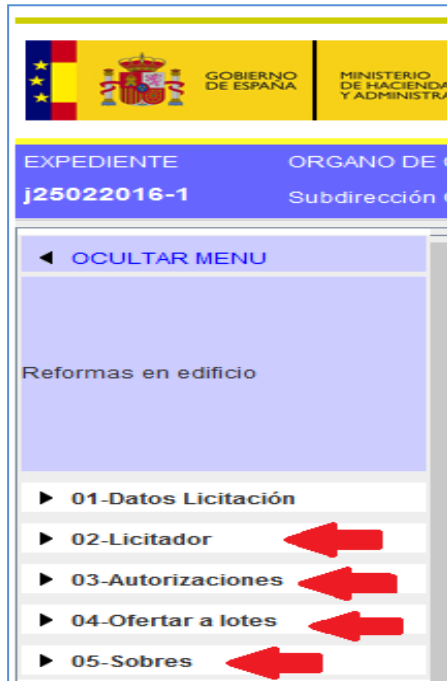 GOBIERNO
DE ESPAÑA
MINISTERIO
DE HACIENDA
Y ADMINISTRA
EXPEDIENTE ORGANO DE
j25022016-1 Subdirección
OCULTAR MENU
Reformas en edificio
01-Datos Licitación
02-Licitador
03-Autorizaciones
04-Ofertar a lotes
05-Sobres